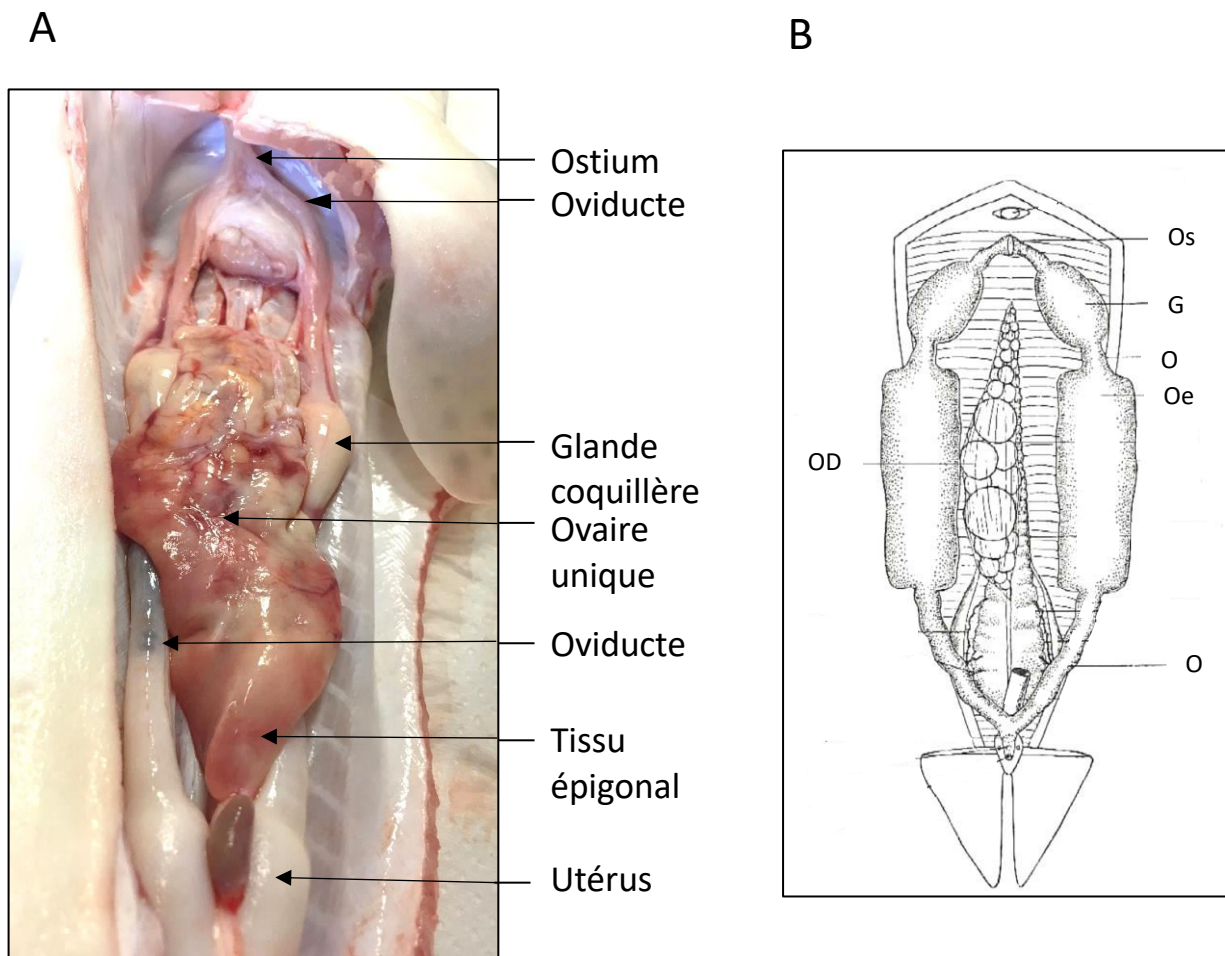 A
B
Ostium
Oviducte
Glande
coquillère
Ovaire
unique
Oviducte
Tissu
épigonal
Utérus
Os
G
O
Oe
OD
O